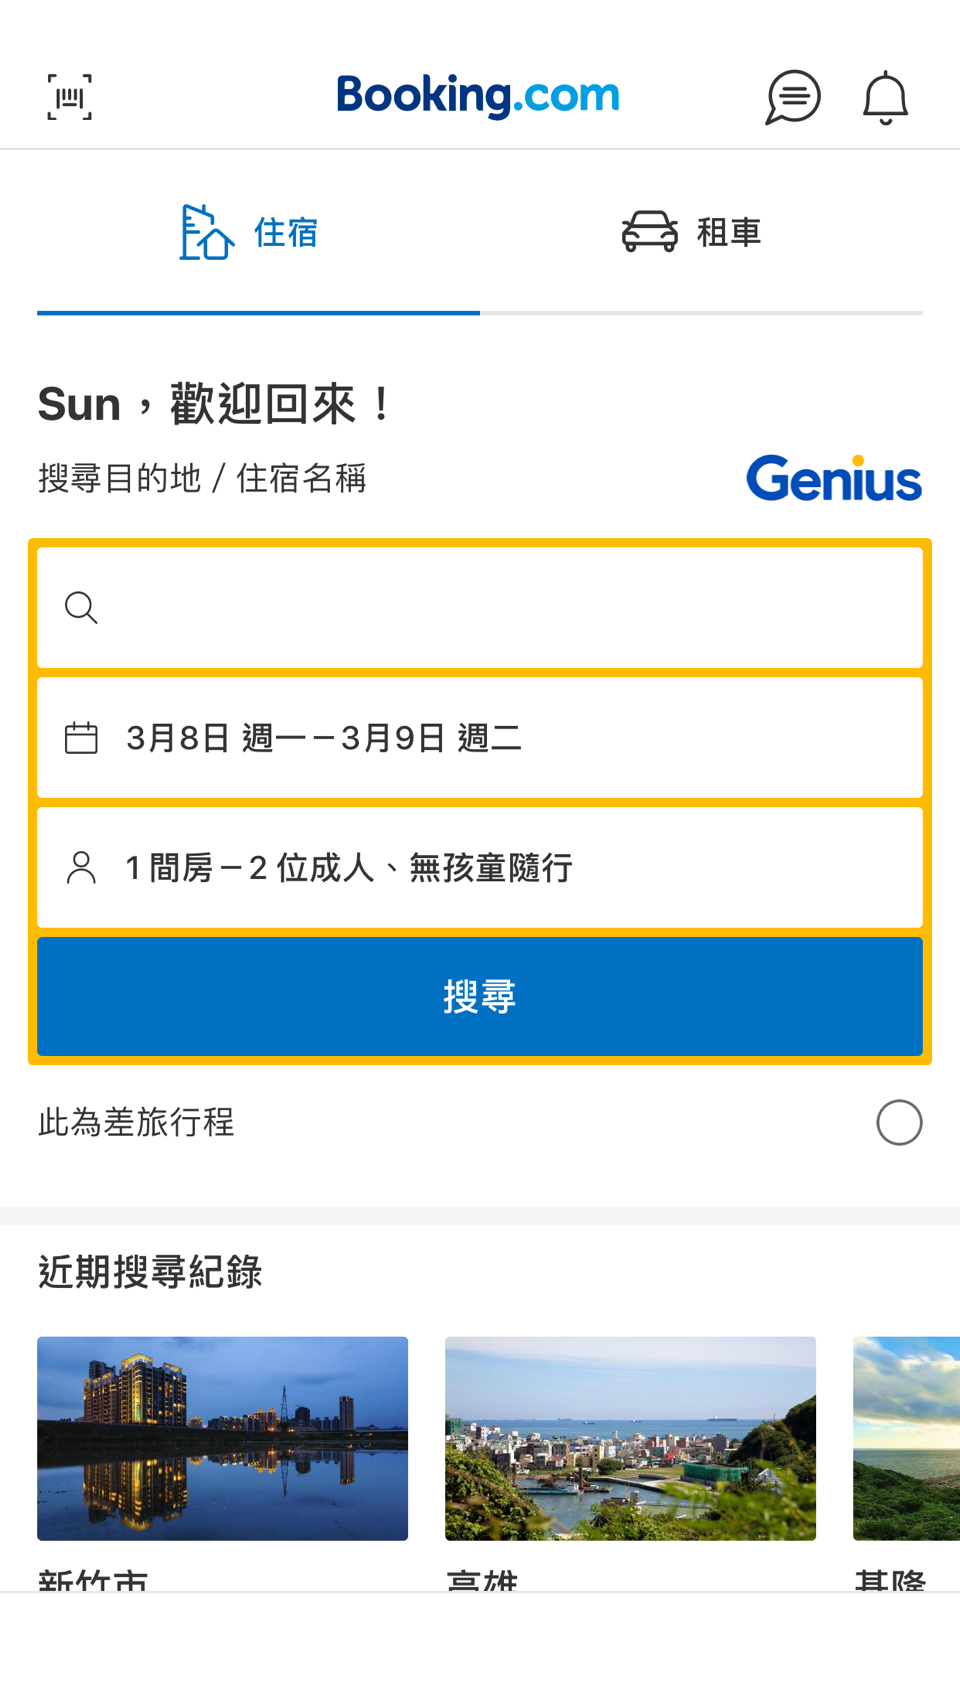 Booking.com
住宿
租車
Sun，歡迎回來！
搜尋目的地 / 住宿名稱
Genius
3月8日 週一－3月9日 週二
1 間房－2 位成人、無孩童隨行
搜尋
此為差旅行程
近期搜尋紀錄
新竹市
高雄
基隆